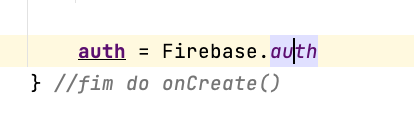 auth = Firebase.auth
} //fim do onCreate()